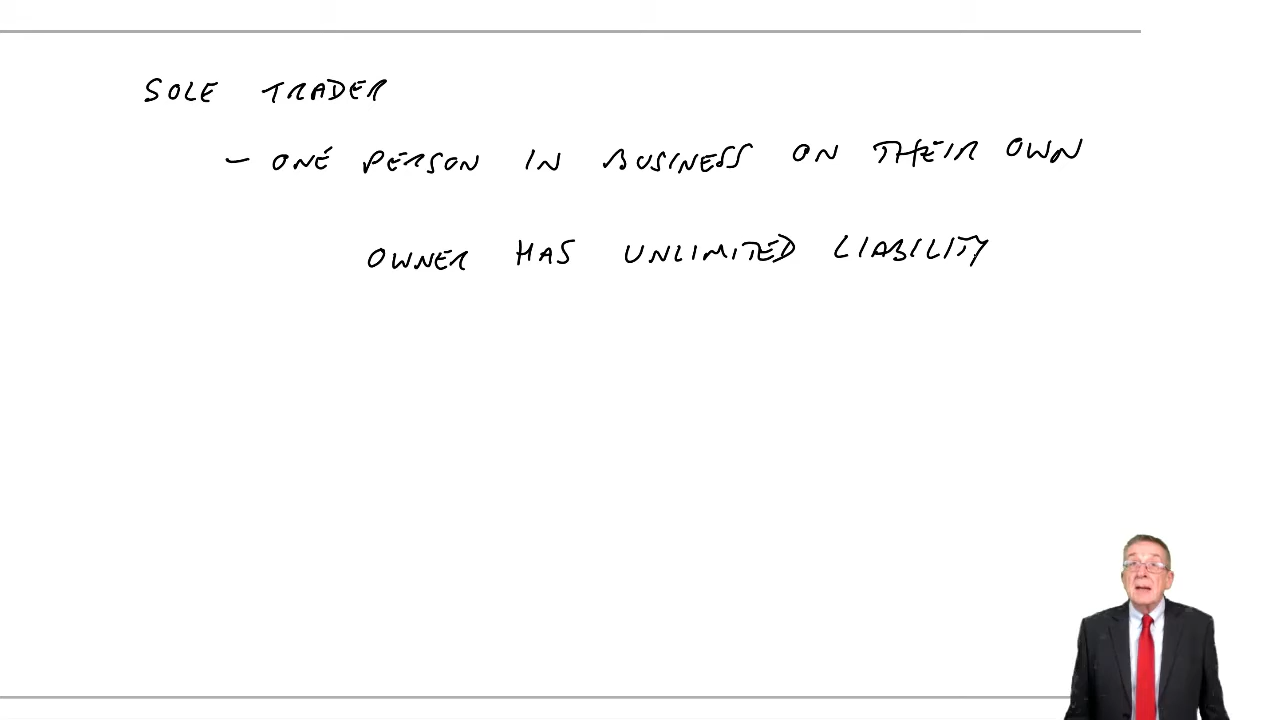 SOLE TRADER
- ONE PERSON IN BUSINESS ON THEIR OWN
OWNER HAS UNLIMITED LIABILITY